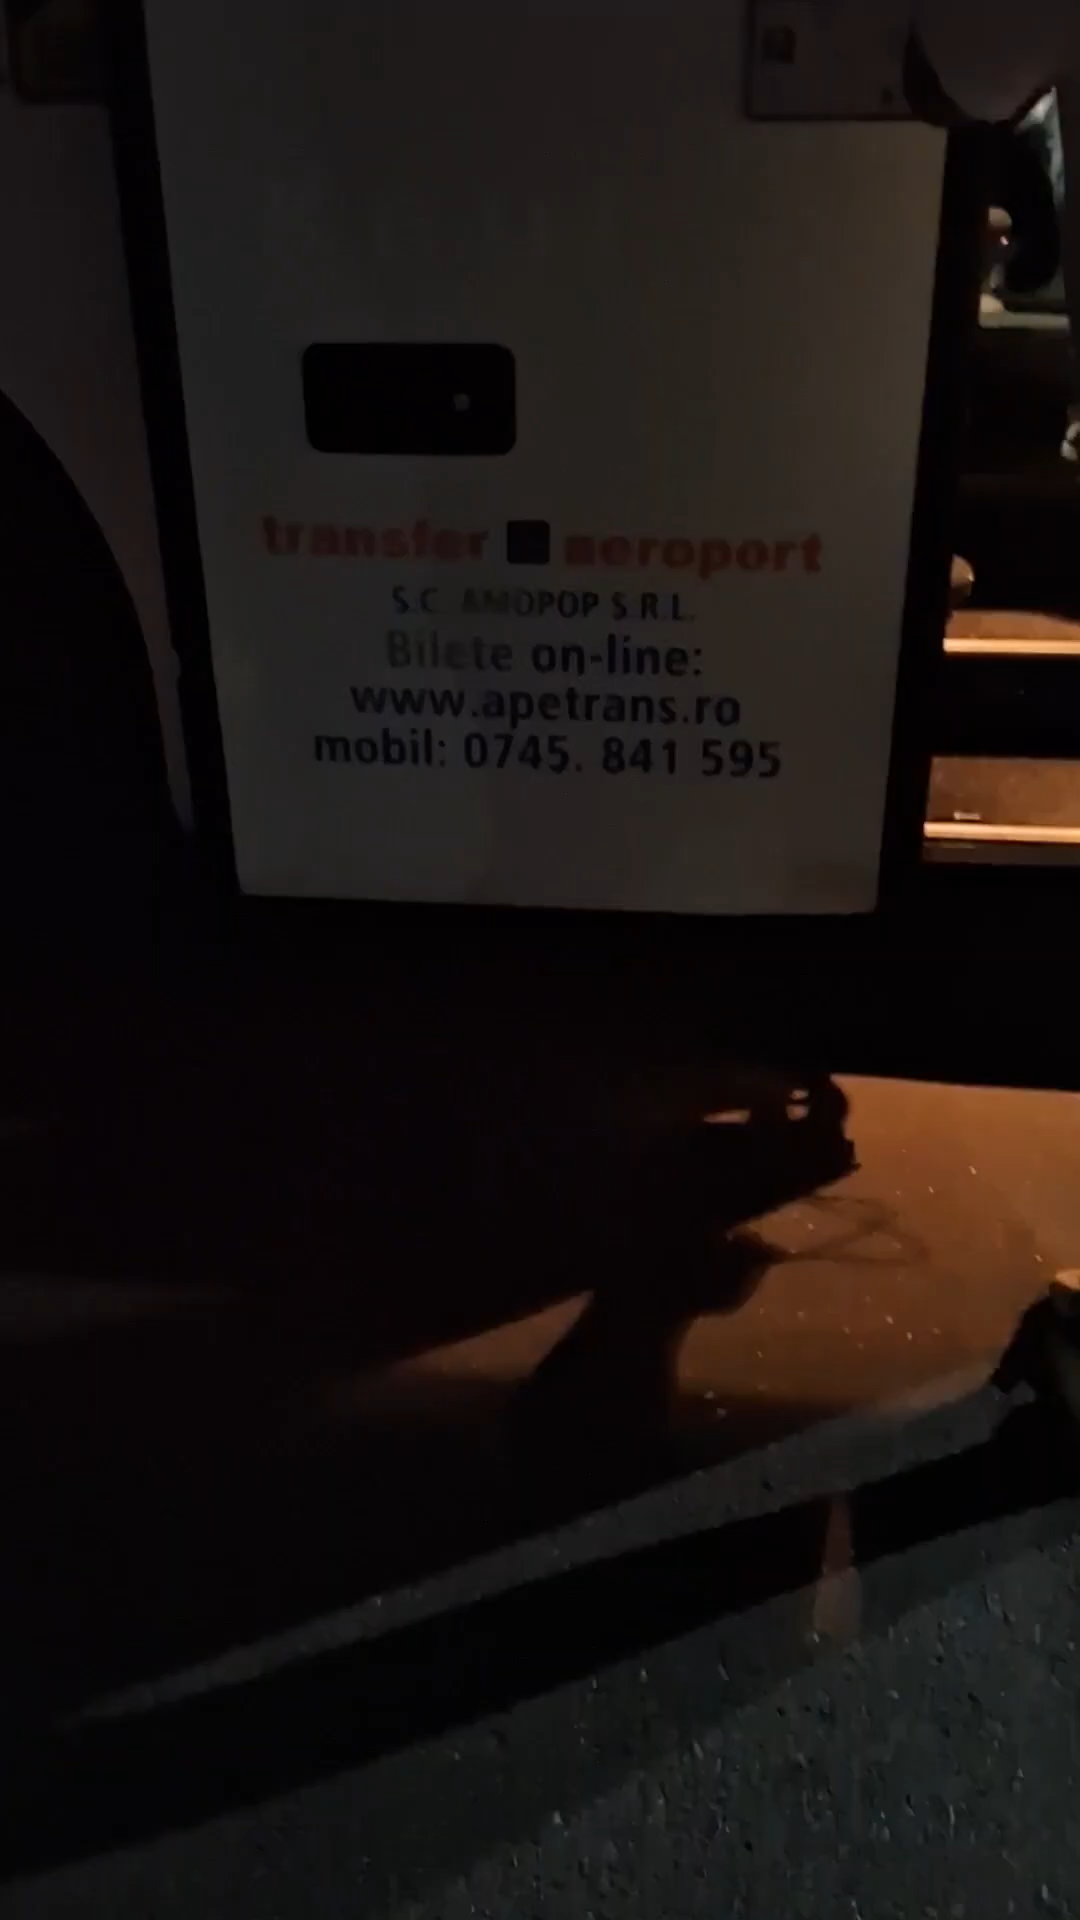 transfer aeroport
S.C. AMOPOP S.R.L.
Bilete on-line:
www.apetrans.ro
mobil: 0745. 841 595